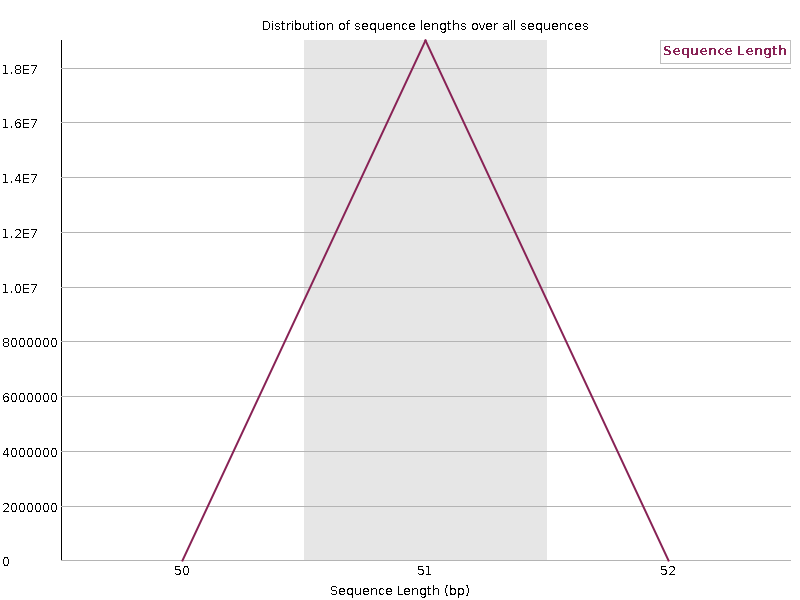 Distribution of sequence lengths over all sequences
Sequence Length
1.8E7
1.6E7
1.4E7
1.2E7
1.0E7
8000000
6000000
4000000
2000000
0
50 51 52
Sequence Length (bp)